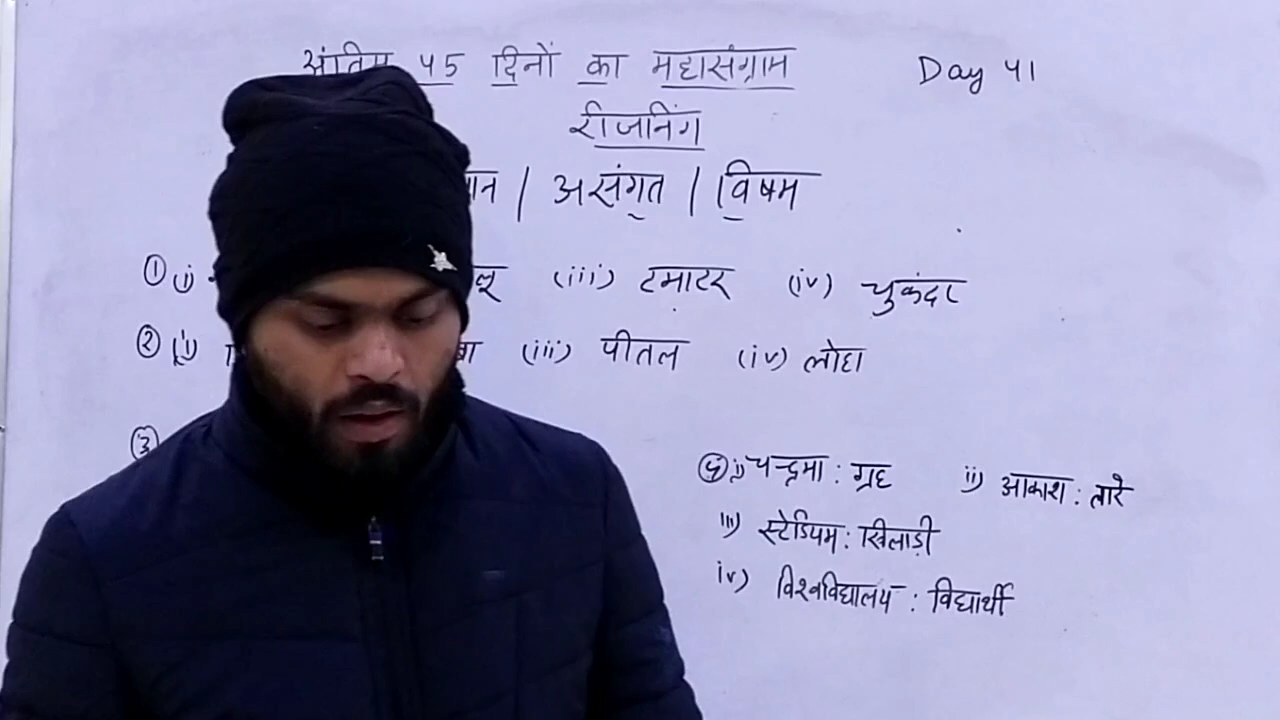 अंतिम 45 दिनों का महासंग्राम Day 41
रीजनिंग
| असंगत | विषम
① (i) (iii) टमाटर (iv) चुकंदर
② (i) (iii) पीतल (iv) लोहा
③
i) चन्द्रमा : ग्रह ii) आकाश : तारे
iii) स्टेडियम : खिलाड़ी
iv) विश्वविद्यालय : विद्यार्थी